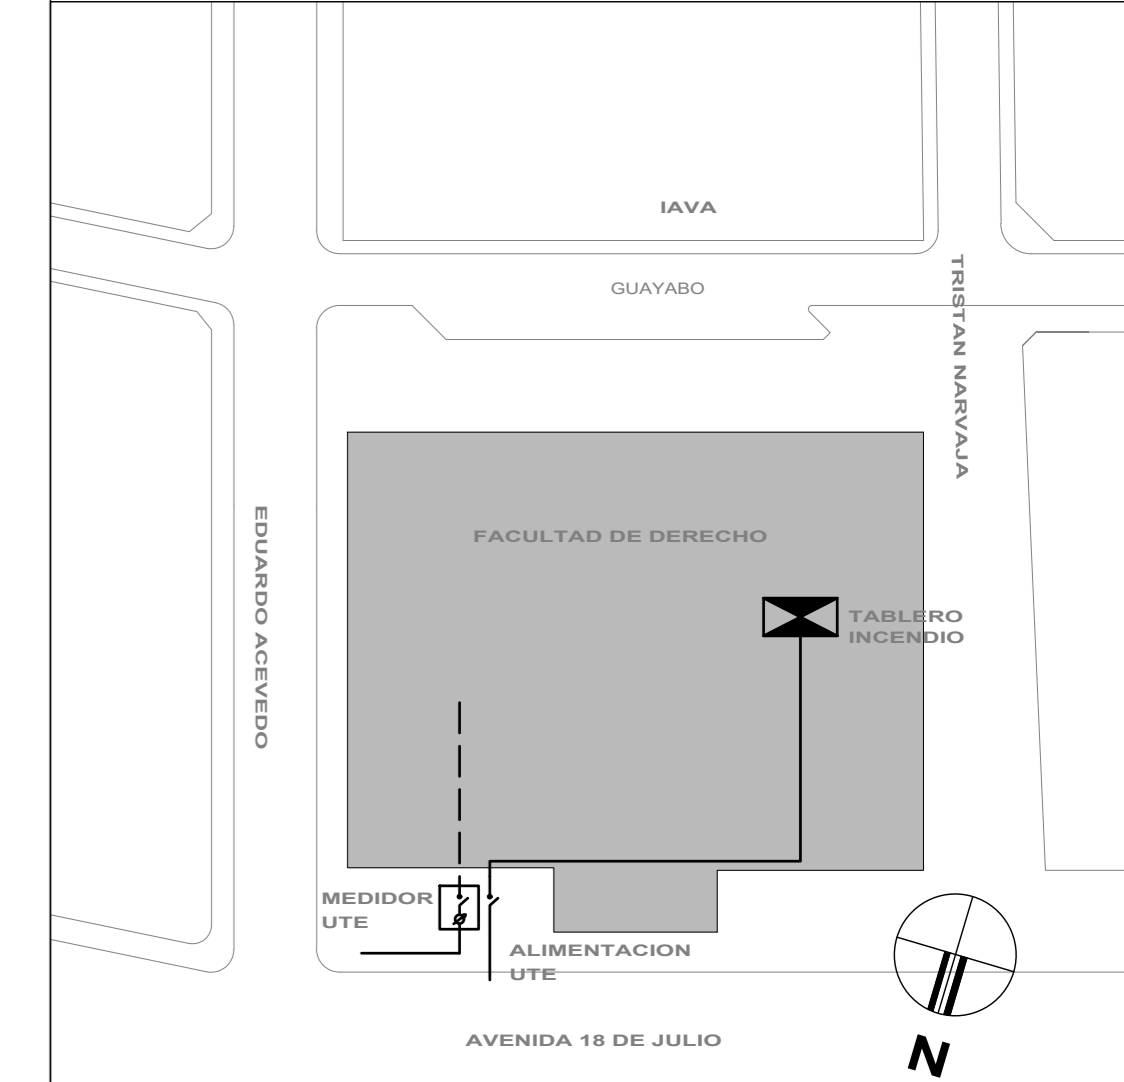 IAVA
GUAYABO
TRISTAN NARVAJA
EDUARDO ACEVEDO
FACULTAD DE DERECHO
TABLERO
INCENDIO
MEDIDOR
UTE
ALIMENTACION
UTE
AVENIDA 18 DE JULIO
N